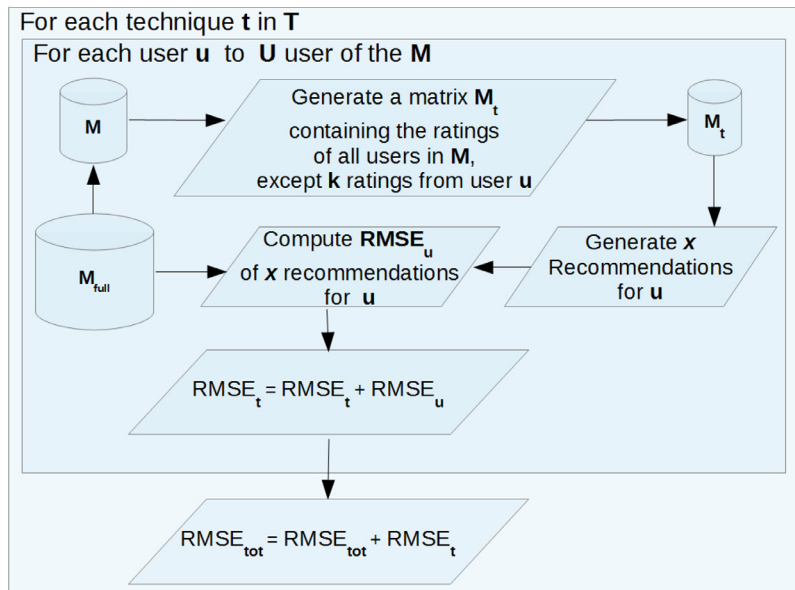 For each technique t in T
For each user u to U user of the M
M
Generate a matrix Mt
containing the ratings
of all users in M,
except k ratings from user u
Mt
Mfull
Compute RMSEu
of x recommendations
for u
Generate x
Recommendations
for u
RMSEt = RMSEt + RMSEu
RMSEtot = RMSEtot + RMSEt